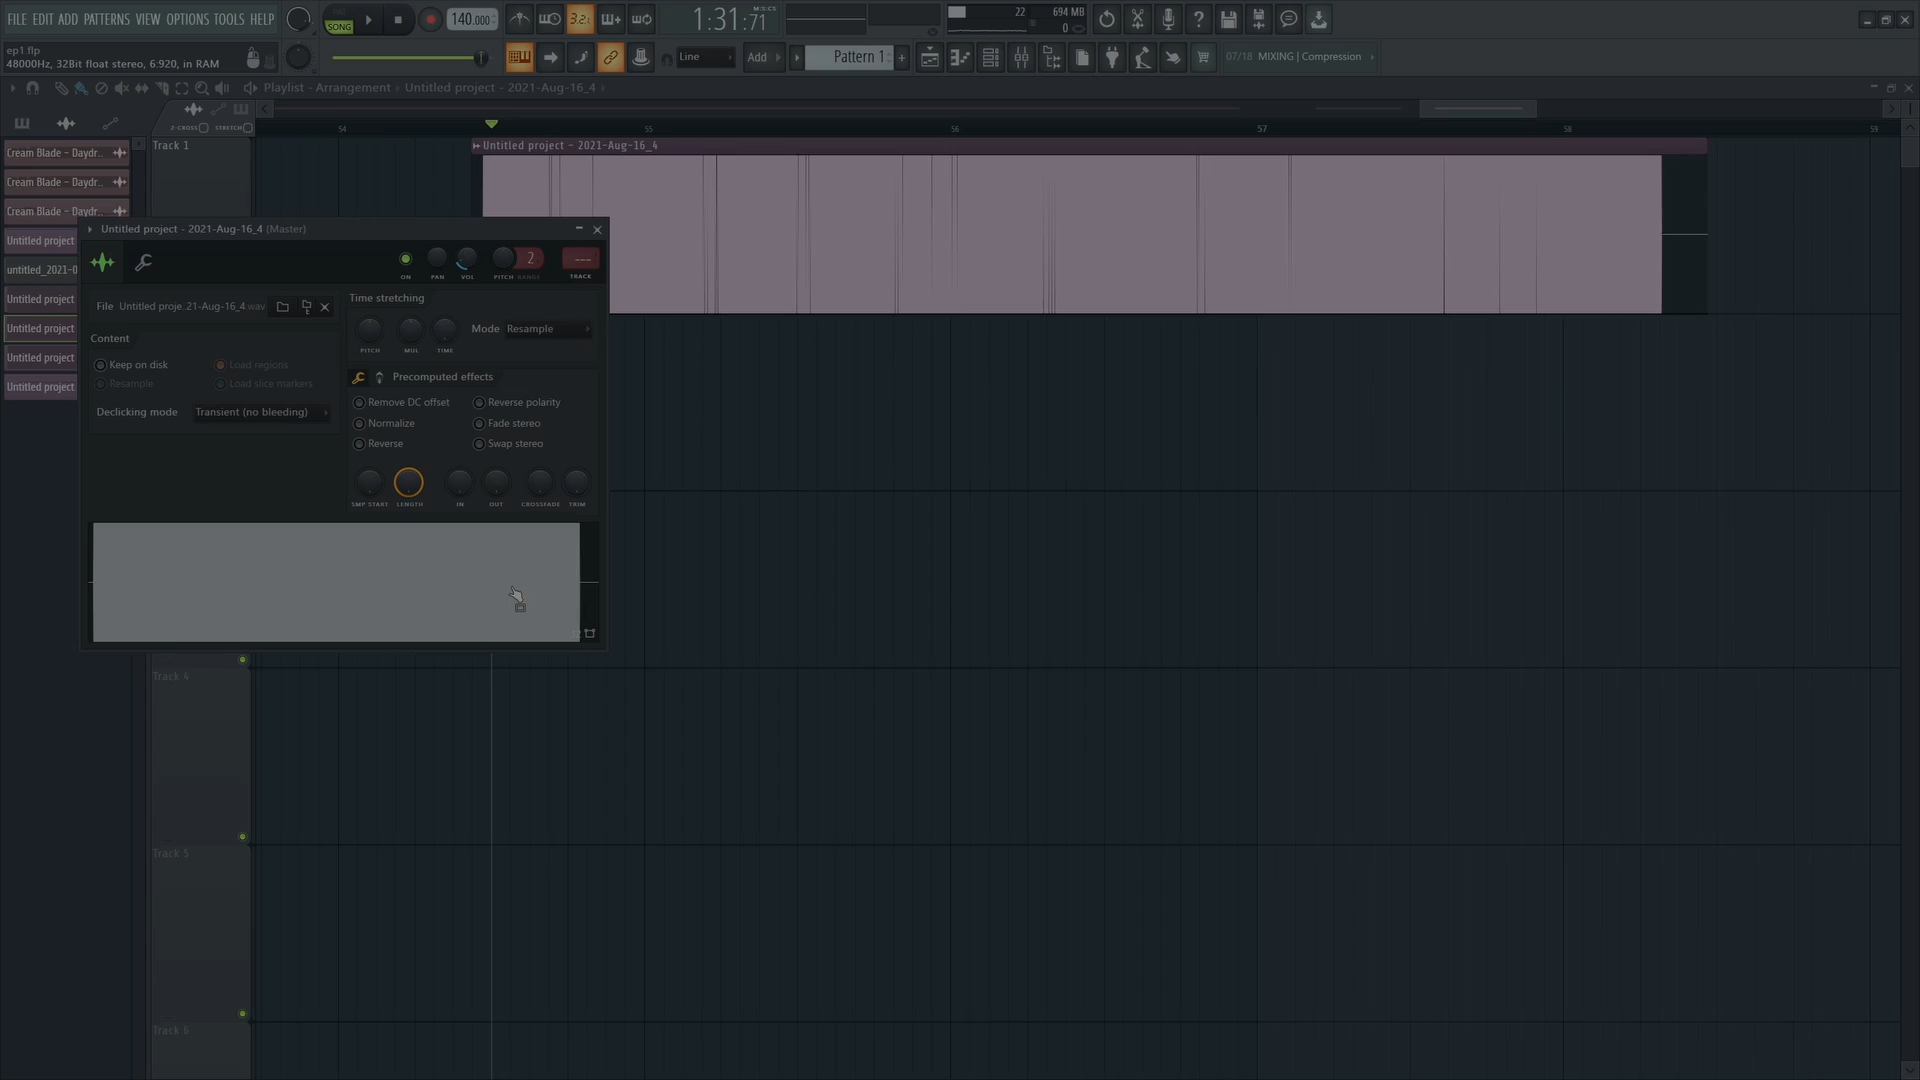 FILE EDIT ADD PATTERNS VIEW OPTIONS TOOLS HELP
SONG
140.000
3.2.
1:31:71
M:S:CS
22
694 MB
0
ep1.flp
48000Hz, 32Bit float stereo, 6:920, in RAM
Line
Add
Pattern 1
07/18 MIXING | Compression
Playlist - Arrangement › Untitled project - 2021-Aug-16_4
Z-CROSS
STRETCH
54
55
56
57
58
59
Cream Blade - Daydr..
Cream Blade - Daydr..
Cream Blade - Daydr..
Untitled project
untitled_2021-0
Untitled project
Untitled project
Untitled project
Untitled project
Track 1
Untitled project - 2021-Aug-16_4
Untitled project - 2021-Aug-16_4 (Master)
ON
PAN
VOL
PITCH
RANGE
2
---
TRACK
File Untitled proje..21-Aug-16_4.wav
Time stretching
PITCH
MUL
TIME
Mode Resample
Content
Keep on disk
Load regions
Resample
Load slice markers
Declicking mode
Transient (no bleeding)
Precomputed effects
Remove DC offset
Reverse polarity
Normalize
Fade stereo
Reverse
Swap stereo
SMP START
LENGTH
IN
OUT
CROSSFADE
TRIM
Track 4
Track 5
Track 6